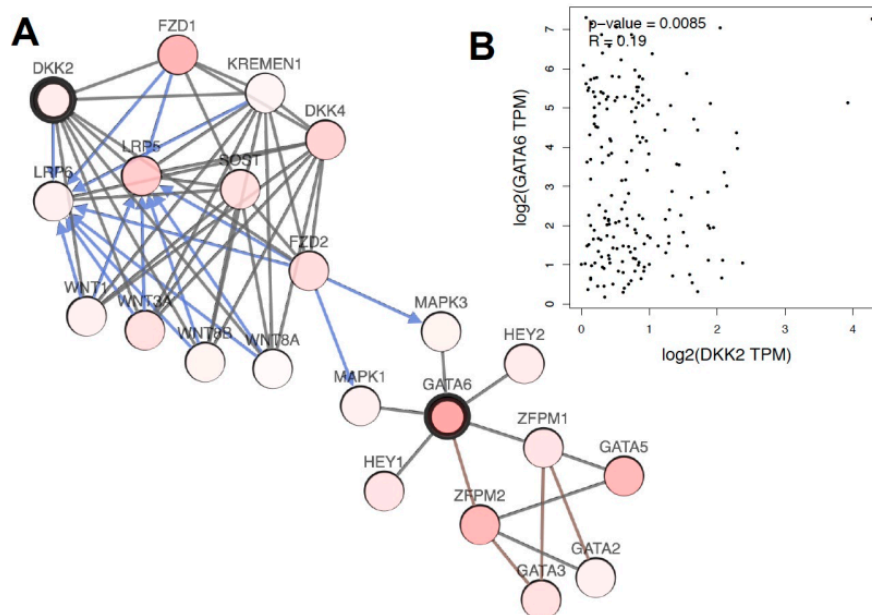 A
FZD1
DKK2
KREMEN1
DKK4
LRP5
SOST
LRP6
FZD2
WNT1
WNT3A
WNT8B
WNT8A
MAPK3
HEY2
MAPK1
GATA6
ZFPM1
GATA5
HEY1
ZFPM2
GATA2
GATA3
B
p-value = 0.0085
R = 0.19
log2(GATA6 TPM)
7
6
5
4
3
2
1
0
0 1 2 3 4
log2(DKK2 TPM)